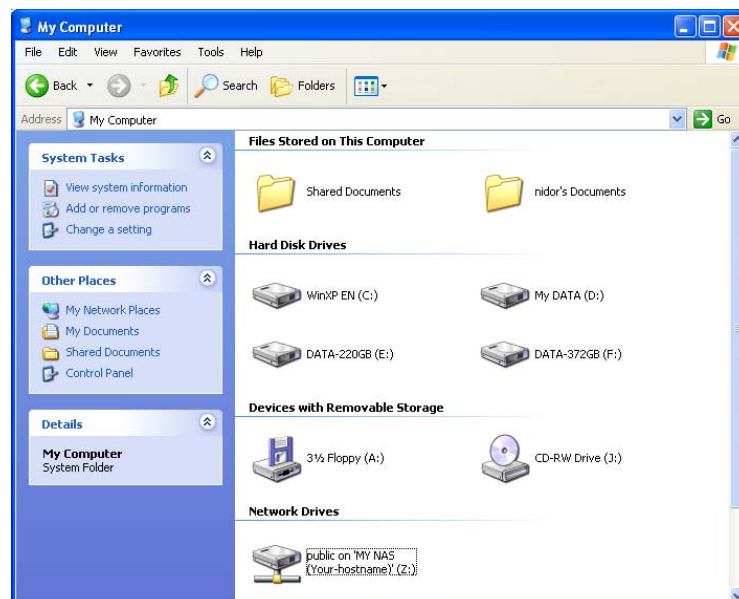 My Computer
File Edit View Favorites Tools Help
Back Search Folders
Address My Computer Go
System Tasks
View system information
Add or remove programs
Change a setting
Other Places
My Network Places
My Documents
Shared Documents
Control Panel
Details
My Computer
System Folder
Files Stored on This Computer
Shared Documents
nidor's Documents
Hard Disk Drives
WinXP EN (C:)
My DATA (D:)
DATA-220GB (E:)
DATA-372GB (F:)
Devices with Removable Storage
3½ Floppy (A:)
CD-RW Drive (J:)
Network Drives
public on 'MY NAS
(Your-hostname)' (Z:)